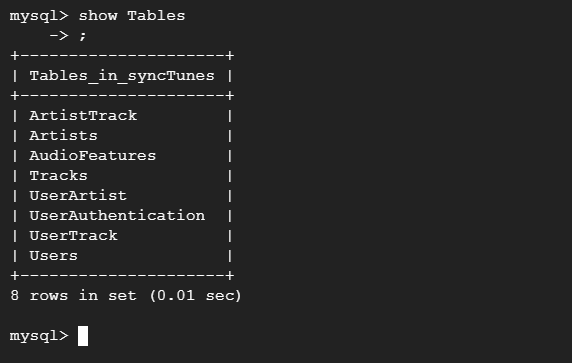 mysql> show Tables
    -> ;
+---------------------+
| Tables_in_syncTunes |
+---------------------+
| ArtistTrack         |
| Artists             |
| AudioFeatures       |
| Tracks              |
| UserArtist          |
| UserAuthentication  |
| UserTrack           |
| Users               |
+---------------------+
8 rows in set (0.01 sec)

mysql>